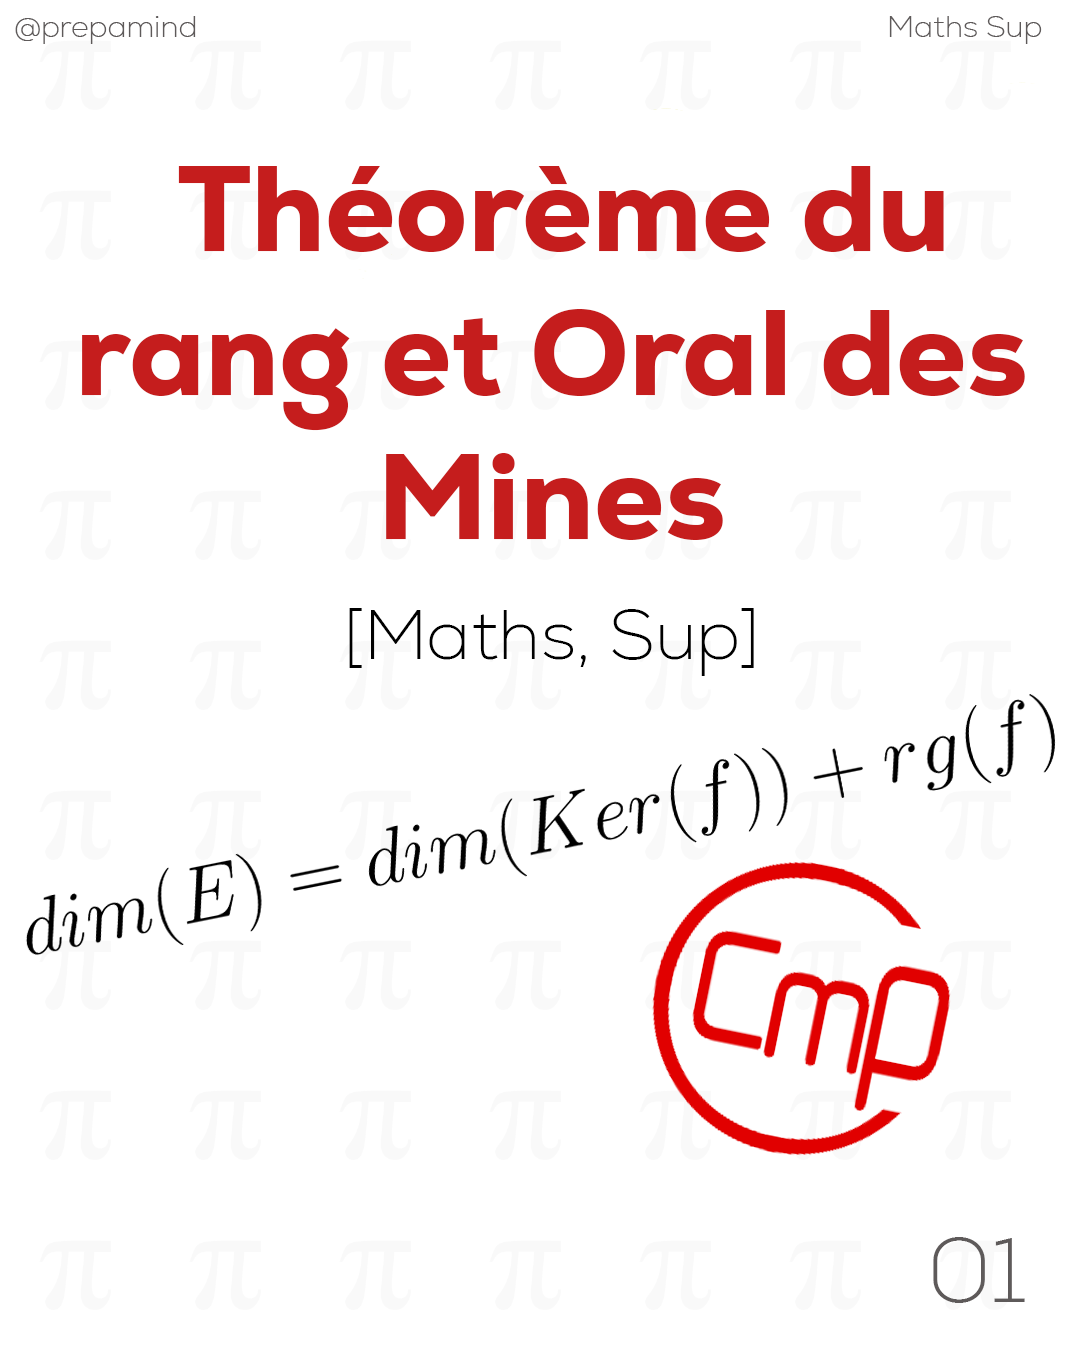 @prepamind
Maths Sup
Théorème du
rang et Oral des
Mines
[Maths, Sup]
dim(E) = dim(Ker(f)) + rg(f)
Cmp
01